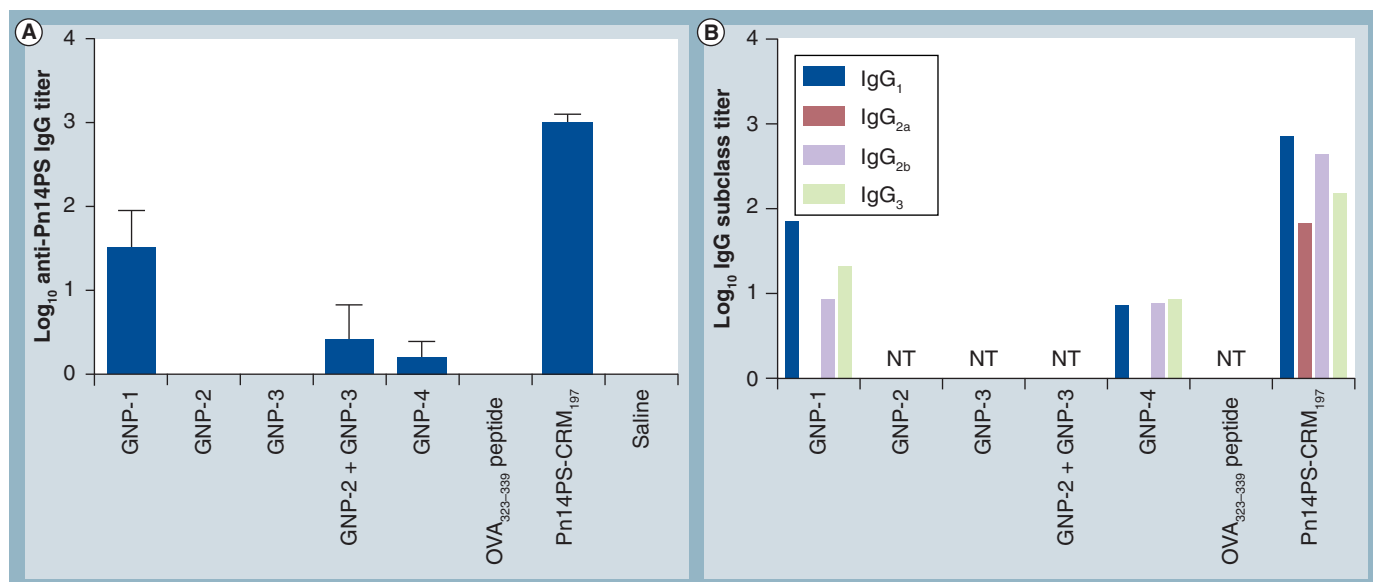 A
4
3
2
1
0
Log10 anti-Pn14PS IgG titer
GNP-1
GNP-2
GNP-3
GNP-2 + GNP-3
GNP-4
OVA323–339 peptide
Pn14PS-CRM197
Saline
B
4
3
2
1
0
Log10 IgG subclass titer
IgG1
IgG2a
IgG2b
IgG3
NT
NT
NT
NT
GNP-1
GNP-2
GNP-3
GNP-2 + GNP-3
GNP-4
OVA323–339 peptide
Pn14PS-CRM197